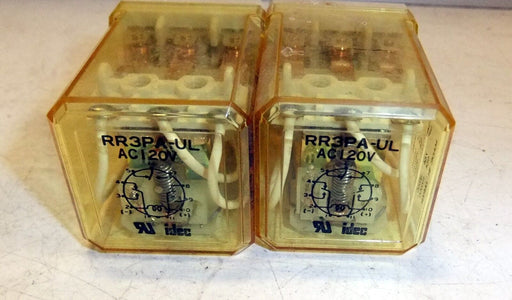 RR3PA-UL
AC120V
(-) (+)
idec
RR3PA-UL
AC120V
(-) (+)
idec